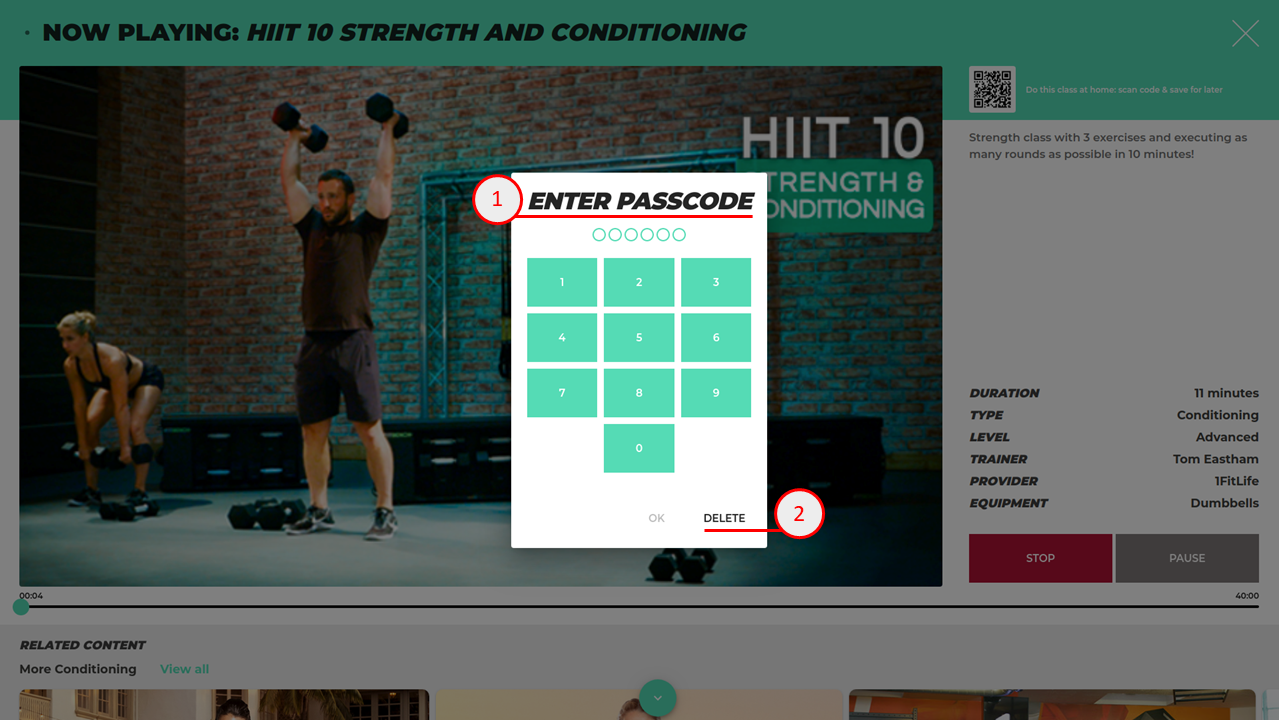 NOW PLAYING: HIIT 10 STRENGTH AND CONDITIONING
Do this class at home: scan code & save for later
Strength class with 3 exercises and executing as
many rounds as possible in 10 minutes!
HIIT 10
TRENGTH &
ONDITIONING
1
ENTER PASSCODE
1 2 3
4 5 6
7 8 9
0
OK DELETE
2
DURATION 11 minutes
TYPE Conditioning
LEVEL Advanced
TRAINER Tom Eastham
PROVIDER 1FitLife
EQUIPMENT Dumbbells
STOP PAUSE
00:04 40:00
RELATED CONTENT
More Conditioning View all